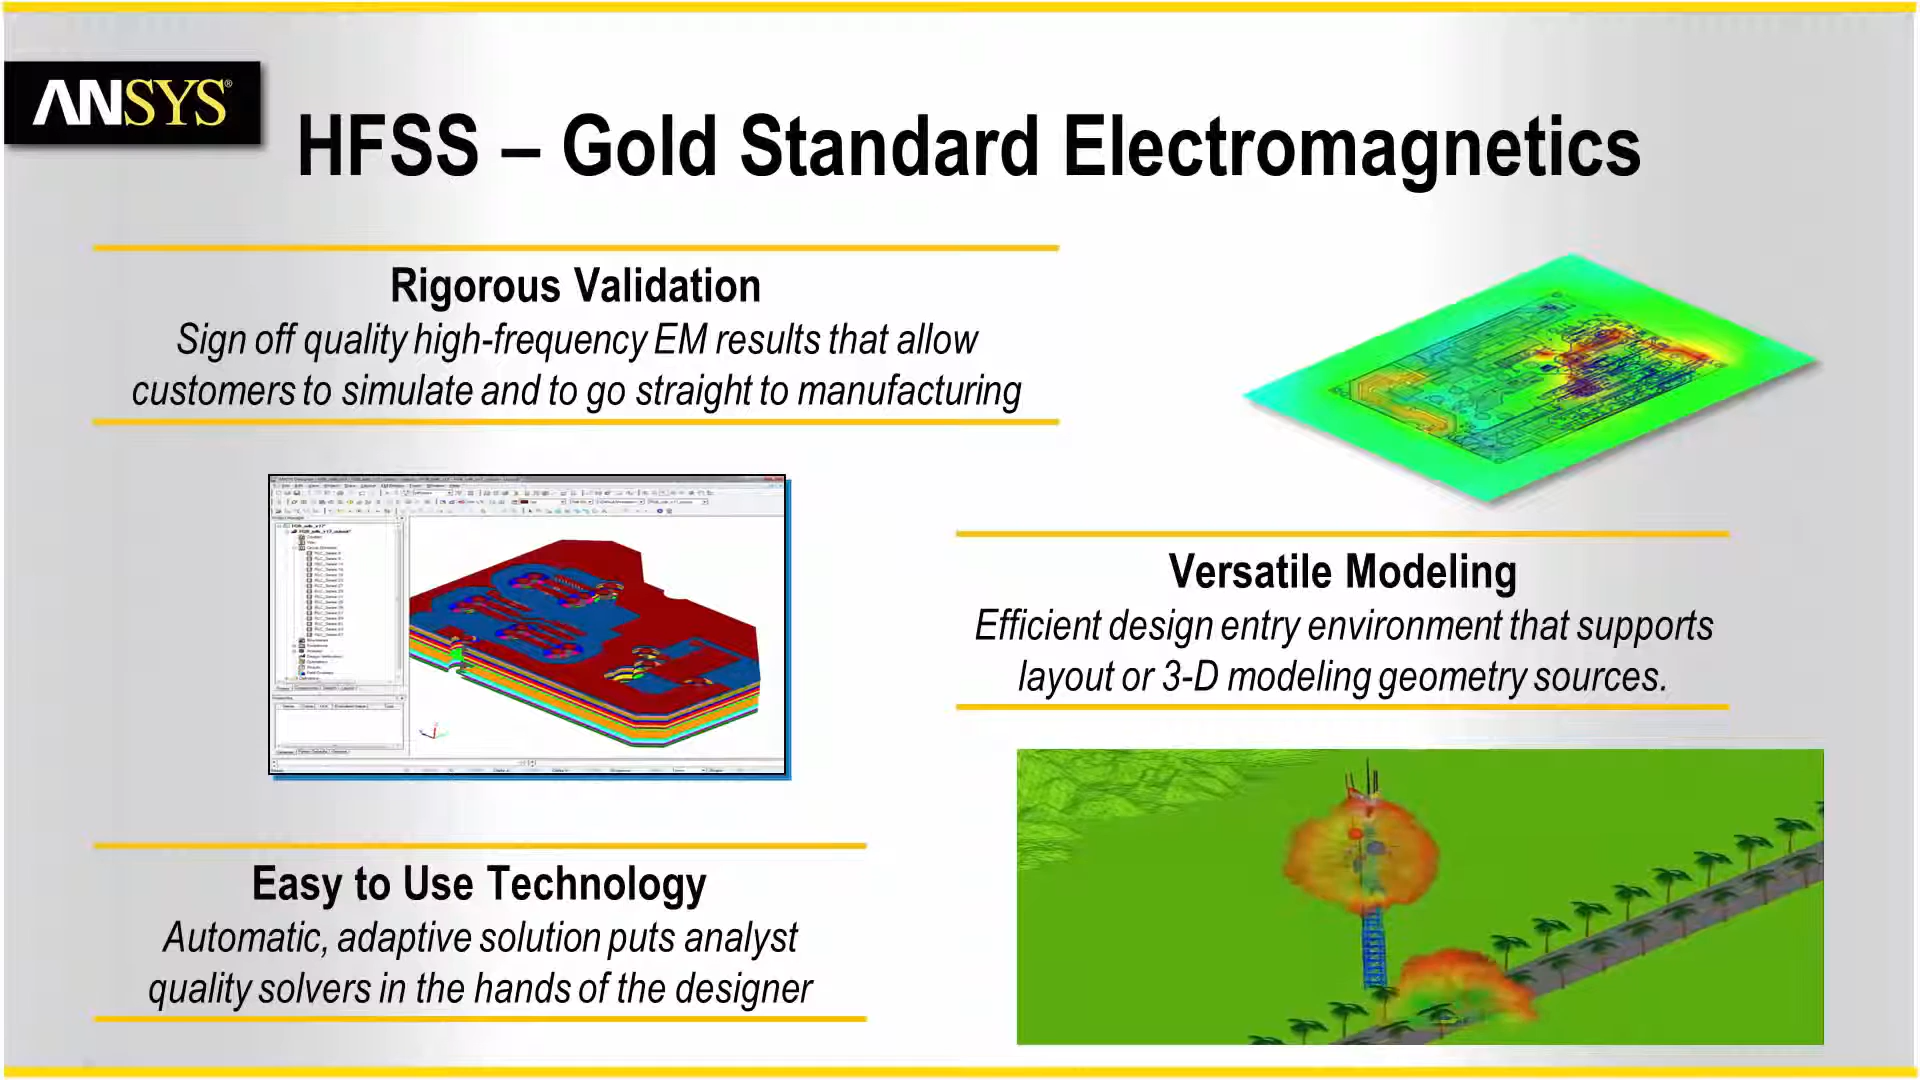 ANSYS®
HFSS – Gold Standard Electromagnetics
Rigorous Validation
Sign off quality high-frequency EM results that allow
customers to simulate and to go straight to manufacturing
Versatile Modeling
Efficient design entry environment that supports
layout or 3-D modeling geometry sources.
Easy to Use Technology
Automatic, adaptive solution puts analyst
quality solvers in the hands of the designer